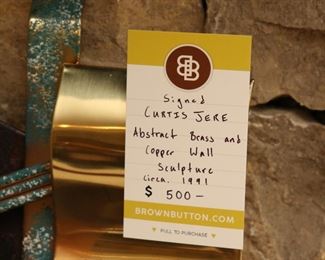 BB
Signed
CURTIS JERE
Abstract Brass and
Copper Wall
Sculpture
Circa. 1991
$ 500-
BROWNBUTTON.COM
PULL TO PURCHASE